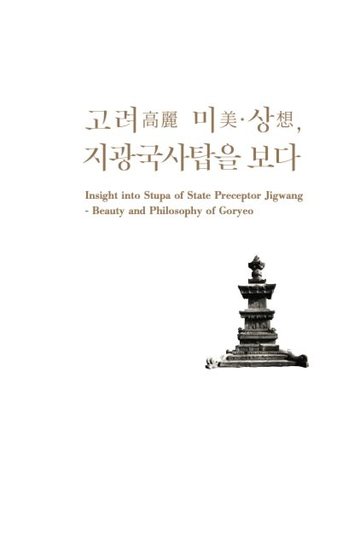 고려高麗 미美·상想,
지광국사탑을 보다
Insight into Stupa of State Preceptor Jigwang
- Beauty and Philosophy of Goryeo